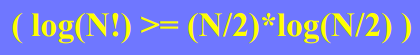 ( log(N!) >= (N/2)*log(N/2) )